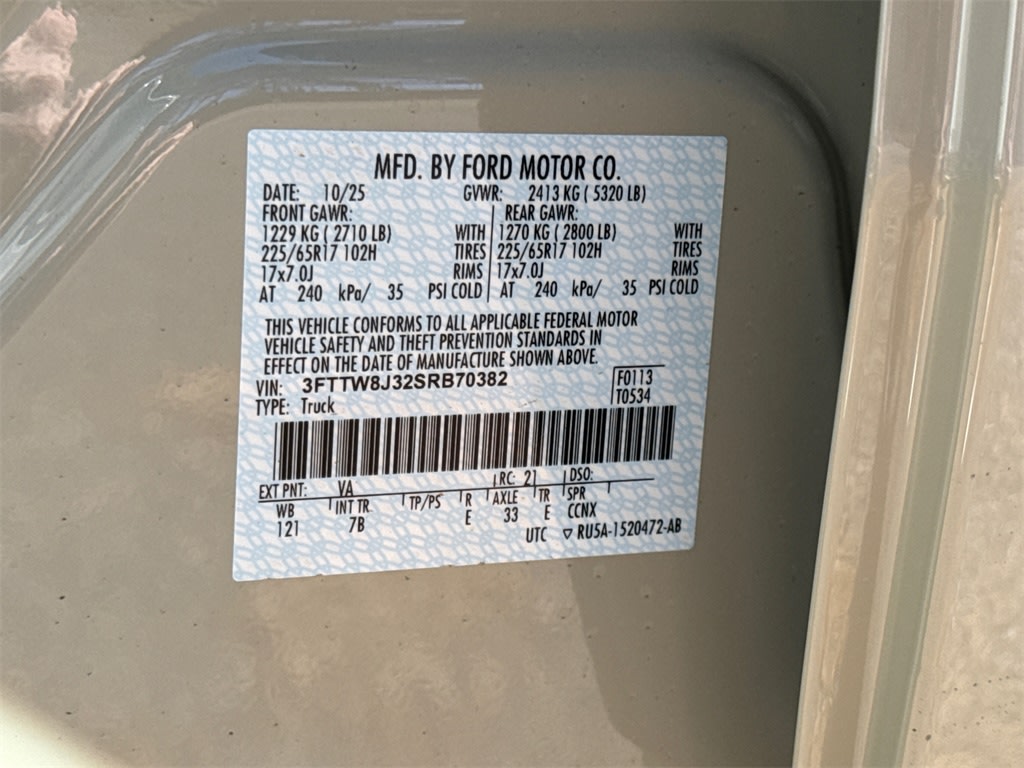 MFD. BY FORD MOTOR CO.
DATE: 10/25 GVWR: 2413 KG ( 5320 LB)
FRONT GAWR: REAR GAWR:
1229 KG ( 2710 LB) WITH 1270 KG ( 2800 LB) WITH
225/65R17 102H TIRES 225/65R17 102H TIRES
17x7.0J RIMS 17x7.0J RIMS
AT 240 kPa/ 35 PSI COLD AT 240 kPa/ 35 PSI COLD
THIS VEHICLE CONFORMS TO ALL APPLICABLE FEDERAL MOTOR
VEHICLE SAFETY AND THEFT PREVENTION STANDARDS IN
EFFECT ON THE DATE OF MANUFACTURE SHOWN ABOVE.
VIN: 3FTTW8J32SRB70382 F0113
TYPE: Truck T0534
EXT PNT: YA RC: 21 DSO:
WB INT TR TP/PS R AXLE TR SPR
121 7B E 33 E CCNX
UTC ▽ RU5A-1520472-AB